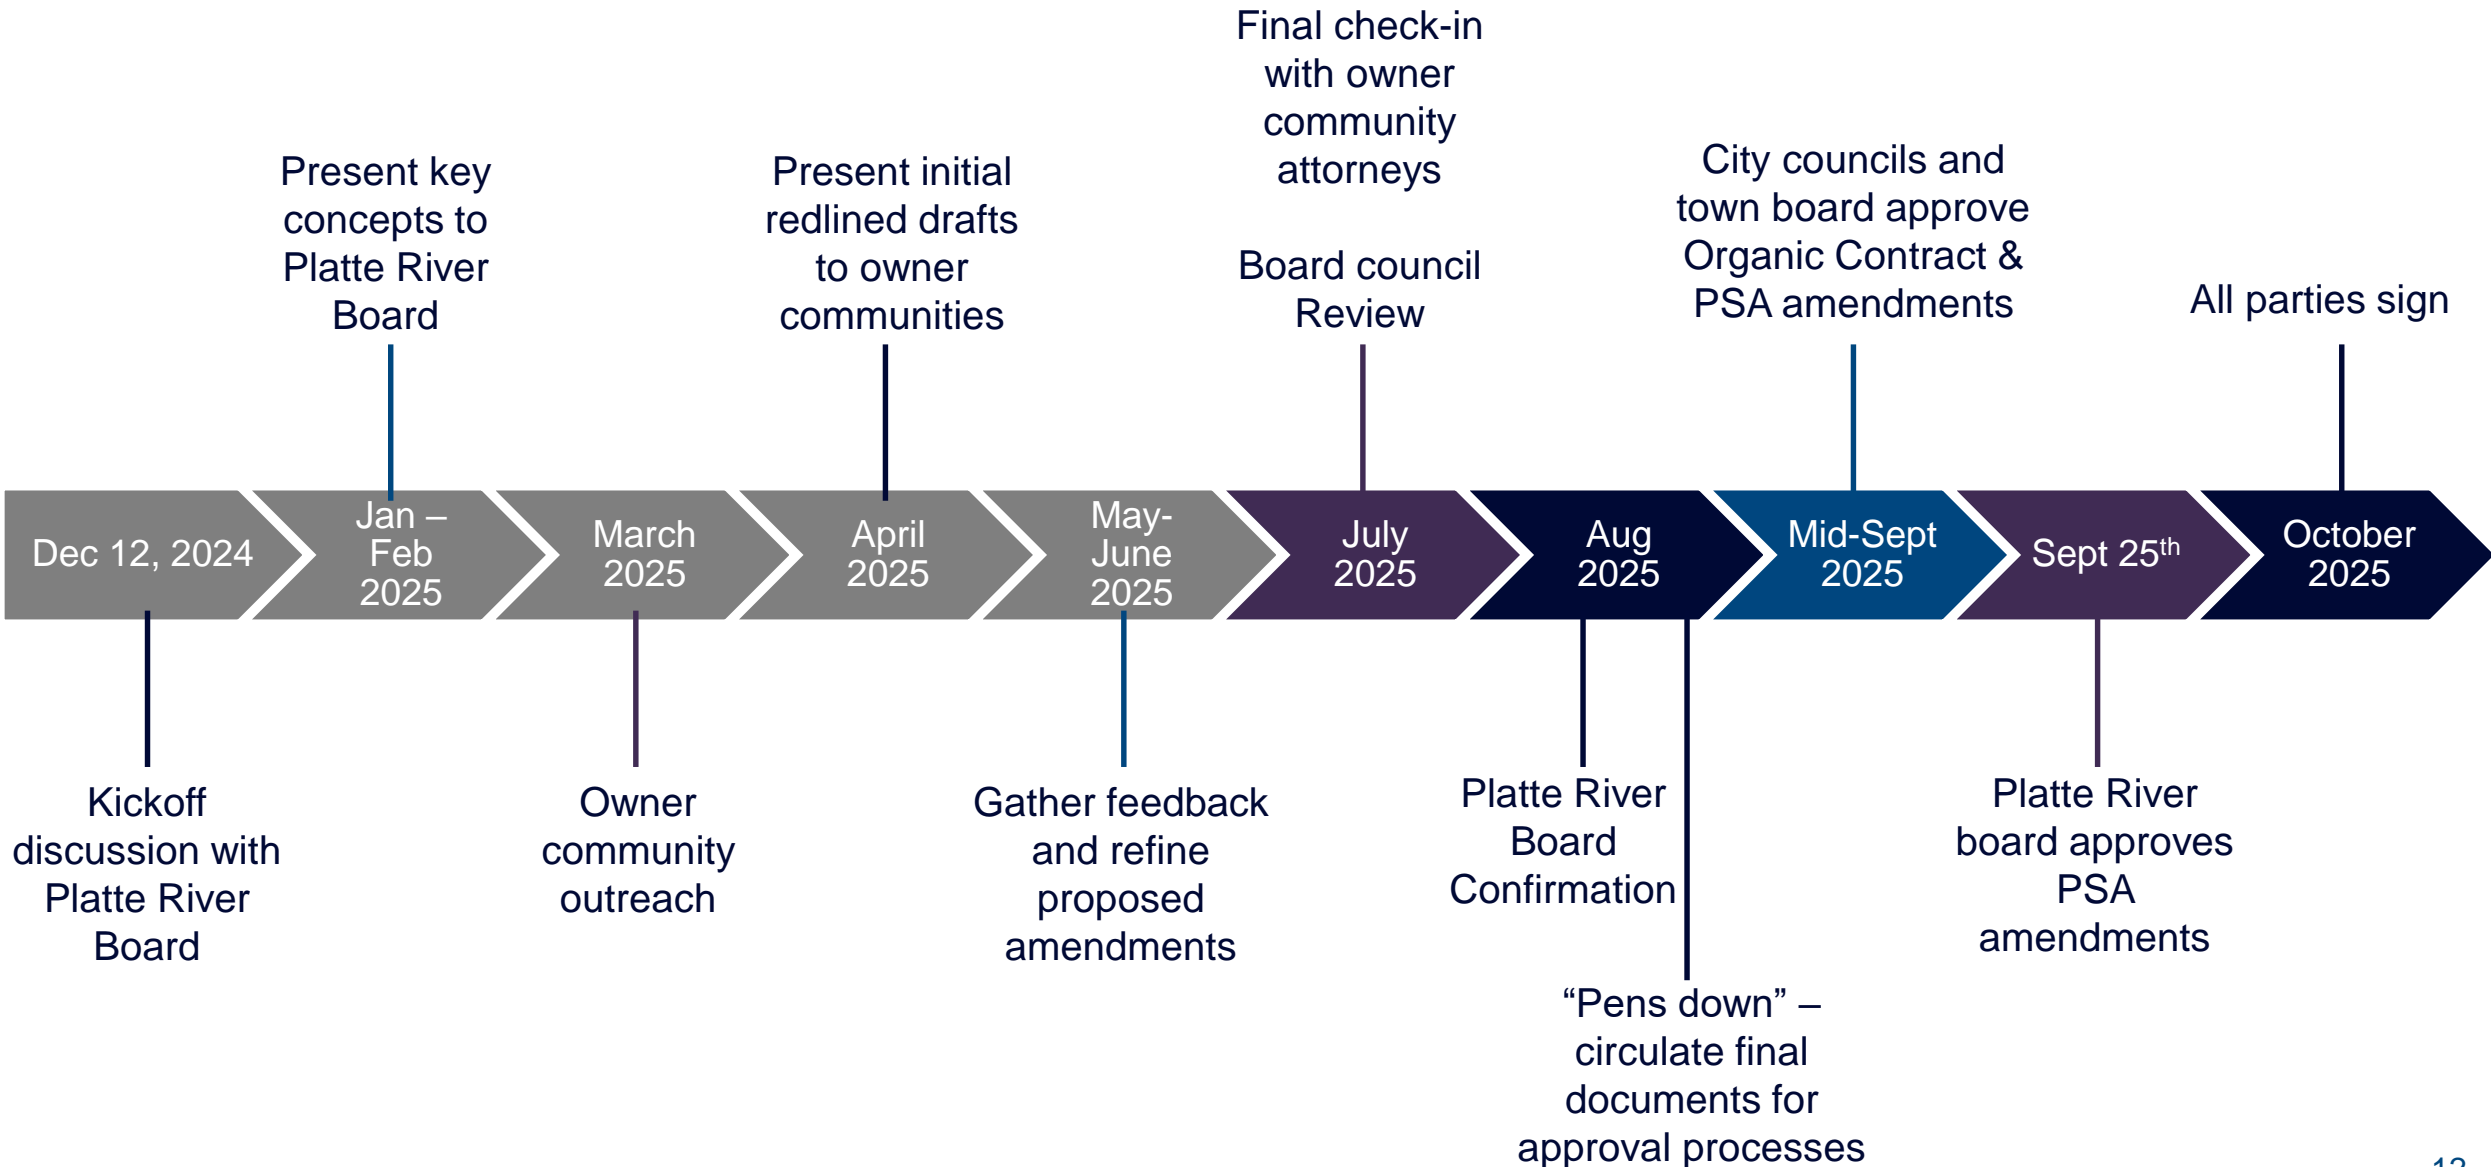 Final check-in
with owner
community
attorneys
Board council
Review
Present key
concepts to
Platte River
Board
Present initial
redlined drafts
to owner
communities
City councils and
town board approve
Organic Contract &
PSA amendments
All parties sign
Dec 12, 2024
Jan –
Feb
2025
March
2025
April
2025
May-
June
2025
July
2025
Aug
2025
Mid-Sept
2025
Sept 25th
October
2025
Kickoff
discussion with
Platte River
Board
Owner
community
outreach
Gather feedback
and refine
proposed
amendments
Platte River
Board
Confirmation
“Pens down” –
circulate final
documents for
approval processes
Platte River
board approves
PSA
amendments
12